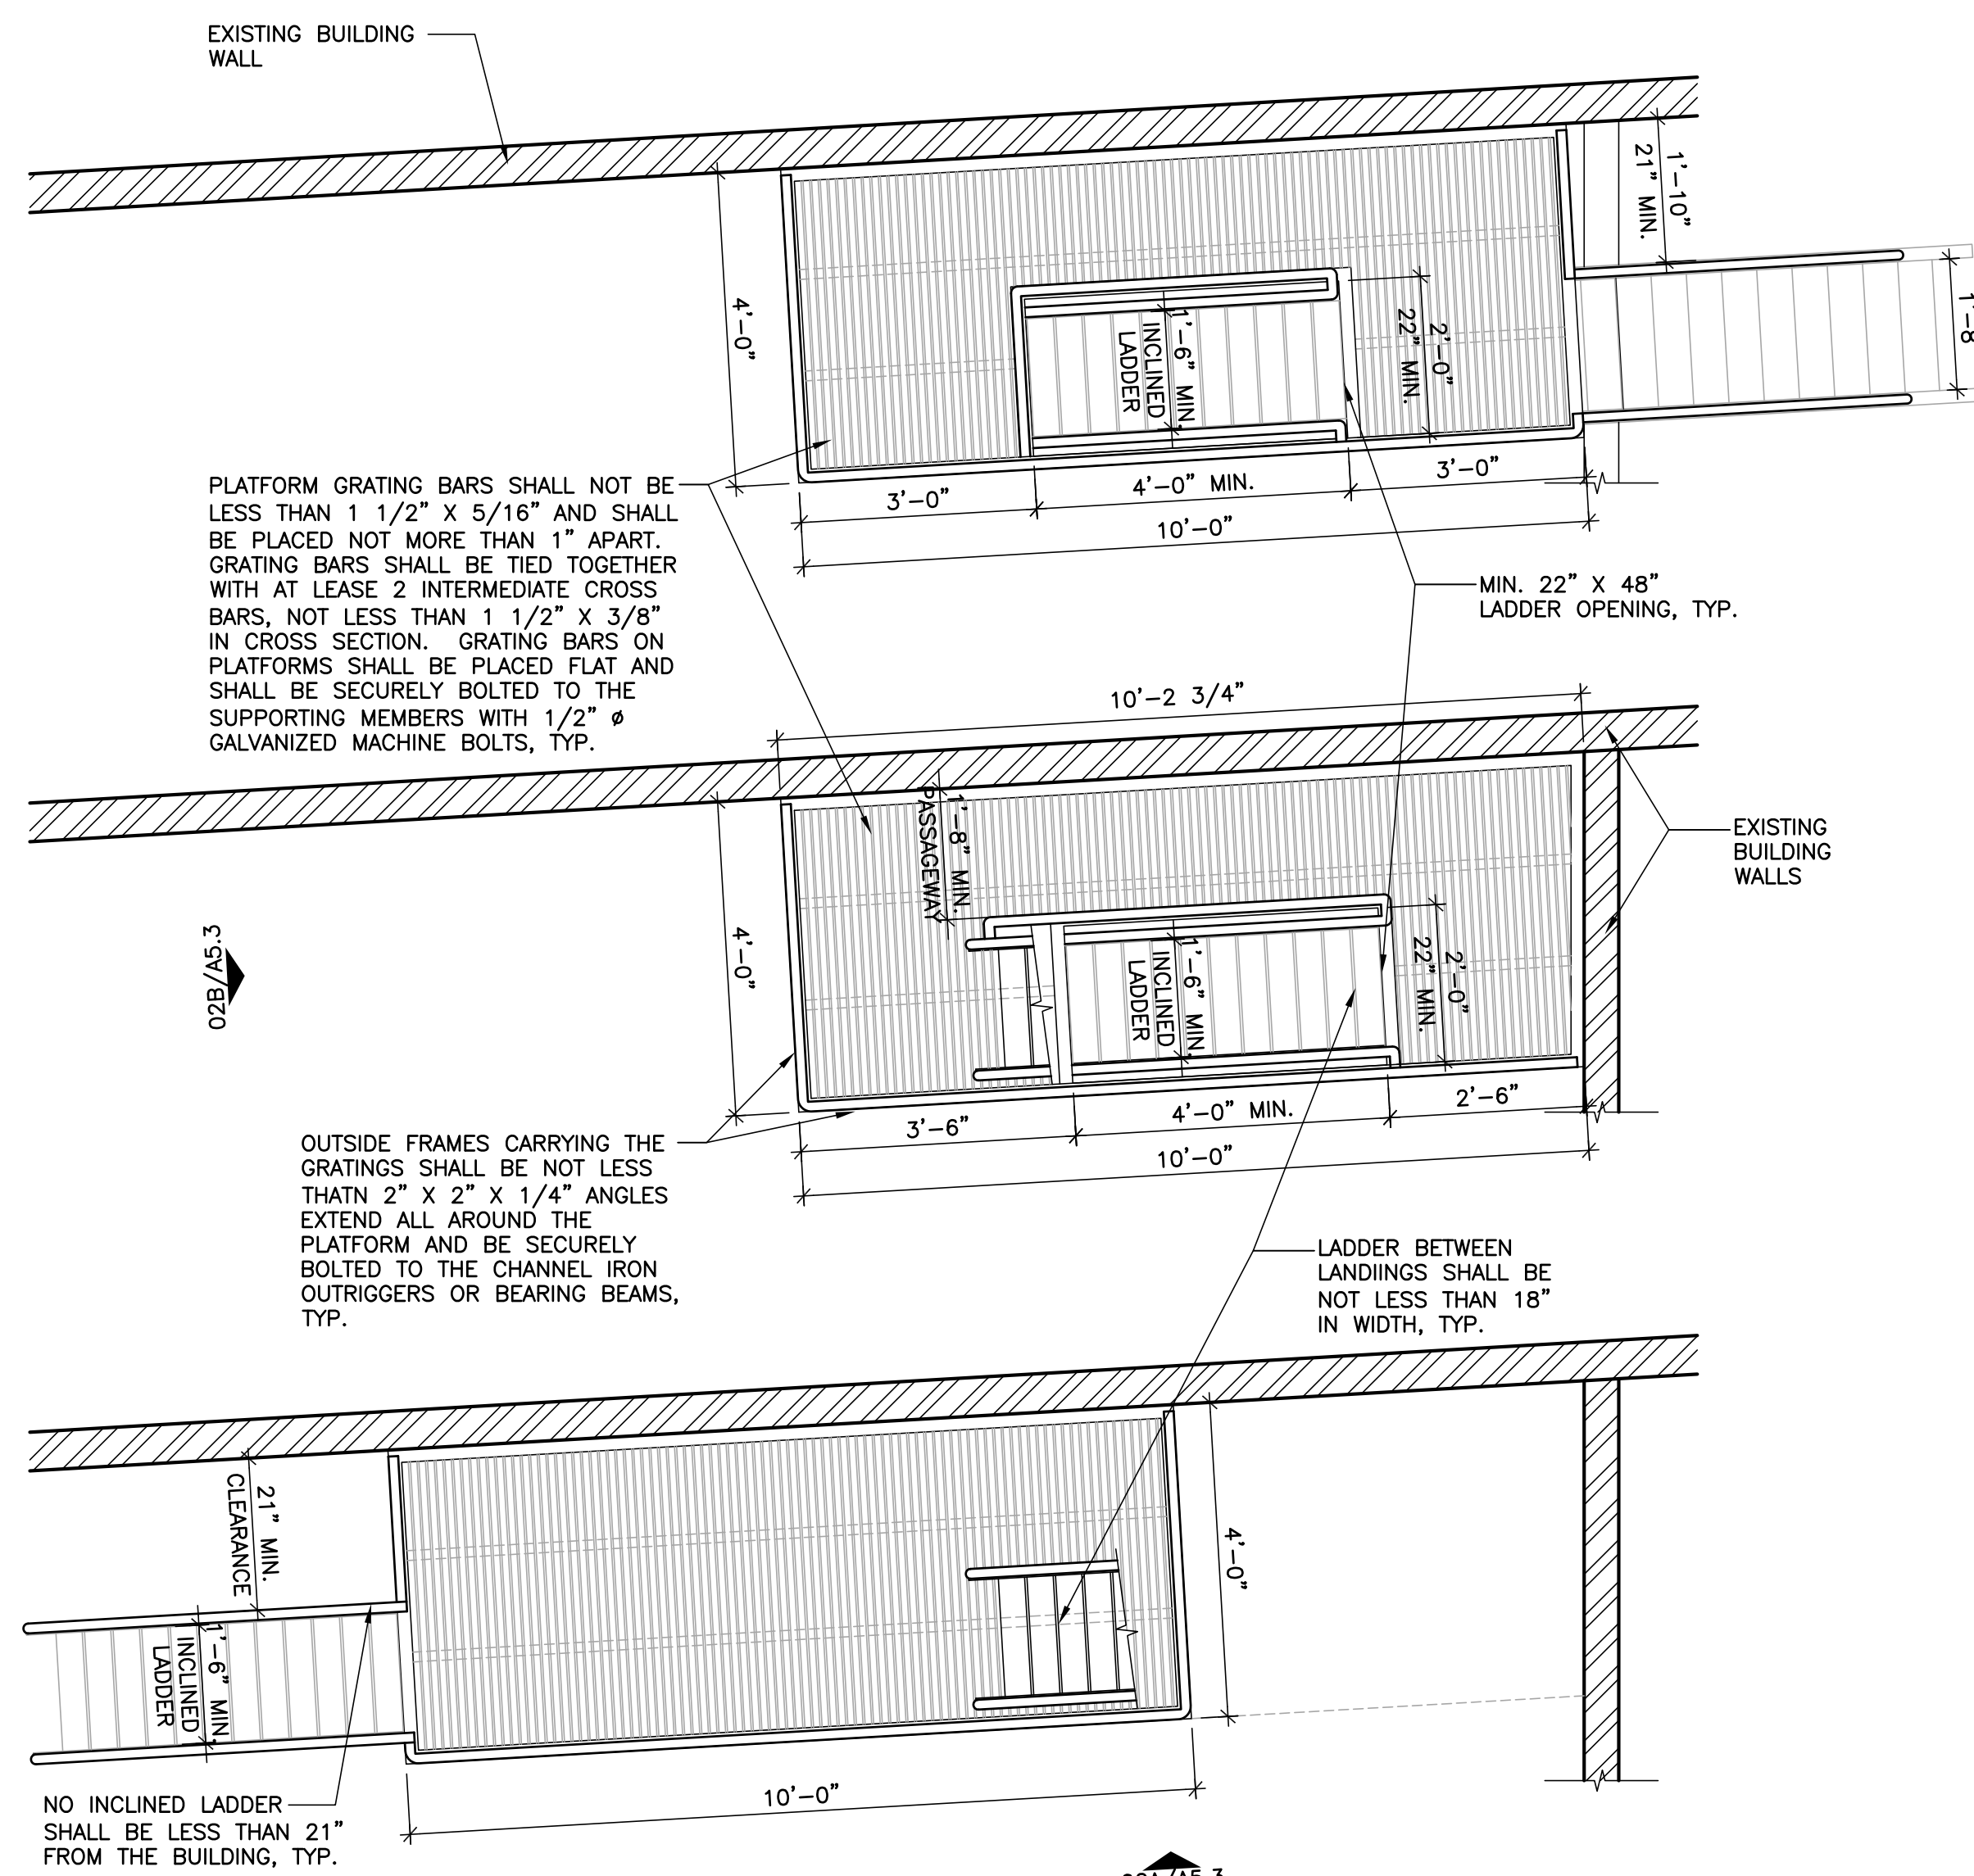 EXISTING BUILDING
WALL
1'-10"
21" MIN.
4'-0"
1'-6" MIN.
INCLINED
LADDER
2'-0"
22" MIN.
3'-0"
4'-0" MIN.
3'-0"
10'-0"
PLATFORM GRATING BARS SHALL NOT BE
LESS THAN 1 1/2" X 5/16" AND SHALL
BE PLACED NOT MORE THAN 1" APART.
GRATING BARS SHALL BE TIED TOGETHER
WITH AT LEASE 2 INTERMEDIATE CROSS
BARS, NOT LESS THAN 1 1/2" X 3/8"
IN CROSS SECTION. GRATING BARS ON
PLATFORMS SHALL BE PLACED FLAT AND
SHALL BE SECURELY BOLTED TO THE
SUPPORTING MEMBERS WITH 1/2" ø
GALVANIZED MACHINE BOLTS, TYP.
MIN. 22" X 48"
LADDER OPENING, TYP.
10'-2 3/4"
1'-8" MIN.
PASSAGEWAY
EXISTING
BUILDING
WALLS
02B/A5.3
4'-0"
1'-6" MIN.
INCLINED
LADDER
2'-0"
22" MIN.
3'-6"
4'-0" MIN.
2'-6"
10'-0"
OUTSIDE FRAMES CARRYING THE
GRATINGS SHALL BE NOT LESS
THATN 2" X 2" X 1/4" ANGLES
EXTEND ALL AROUND THE
PLATFORM AND BE SECURELY
BOLTED TO THE CHANNEL IRON
OUTRIGGERS OR BEARING BEAMS,
TYP.
LADDER BETWEEN
LANDIINGS SHALL BE
NOT LESS THAN 18"
IN WIDTH, TYP.
21" MIN.
CLEARANCE
4'-0"
1'-6" MIN.
INCLINED
LADDER
10'-0"
NO INCLINED LADDER
SHALL BE LESS THAN 21"
FROM THE BUILDING, TYP.